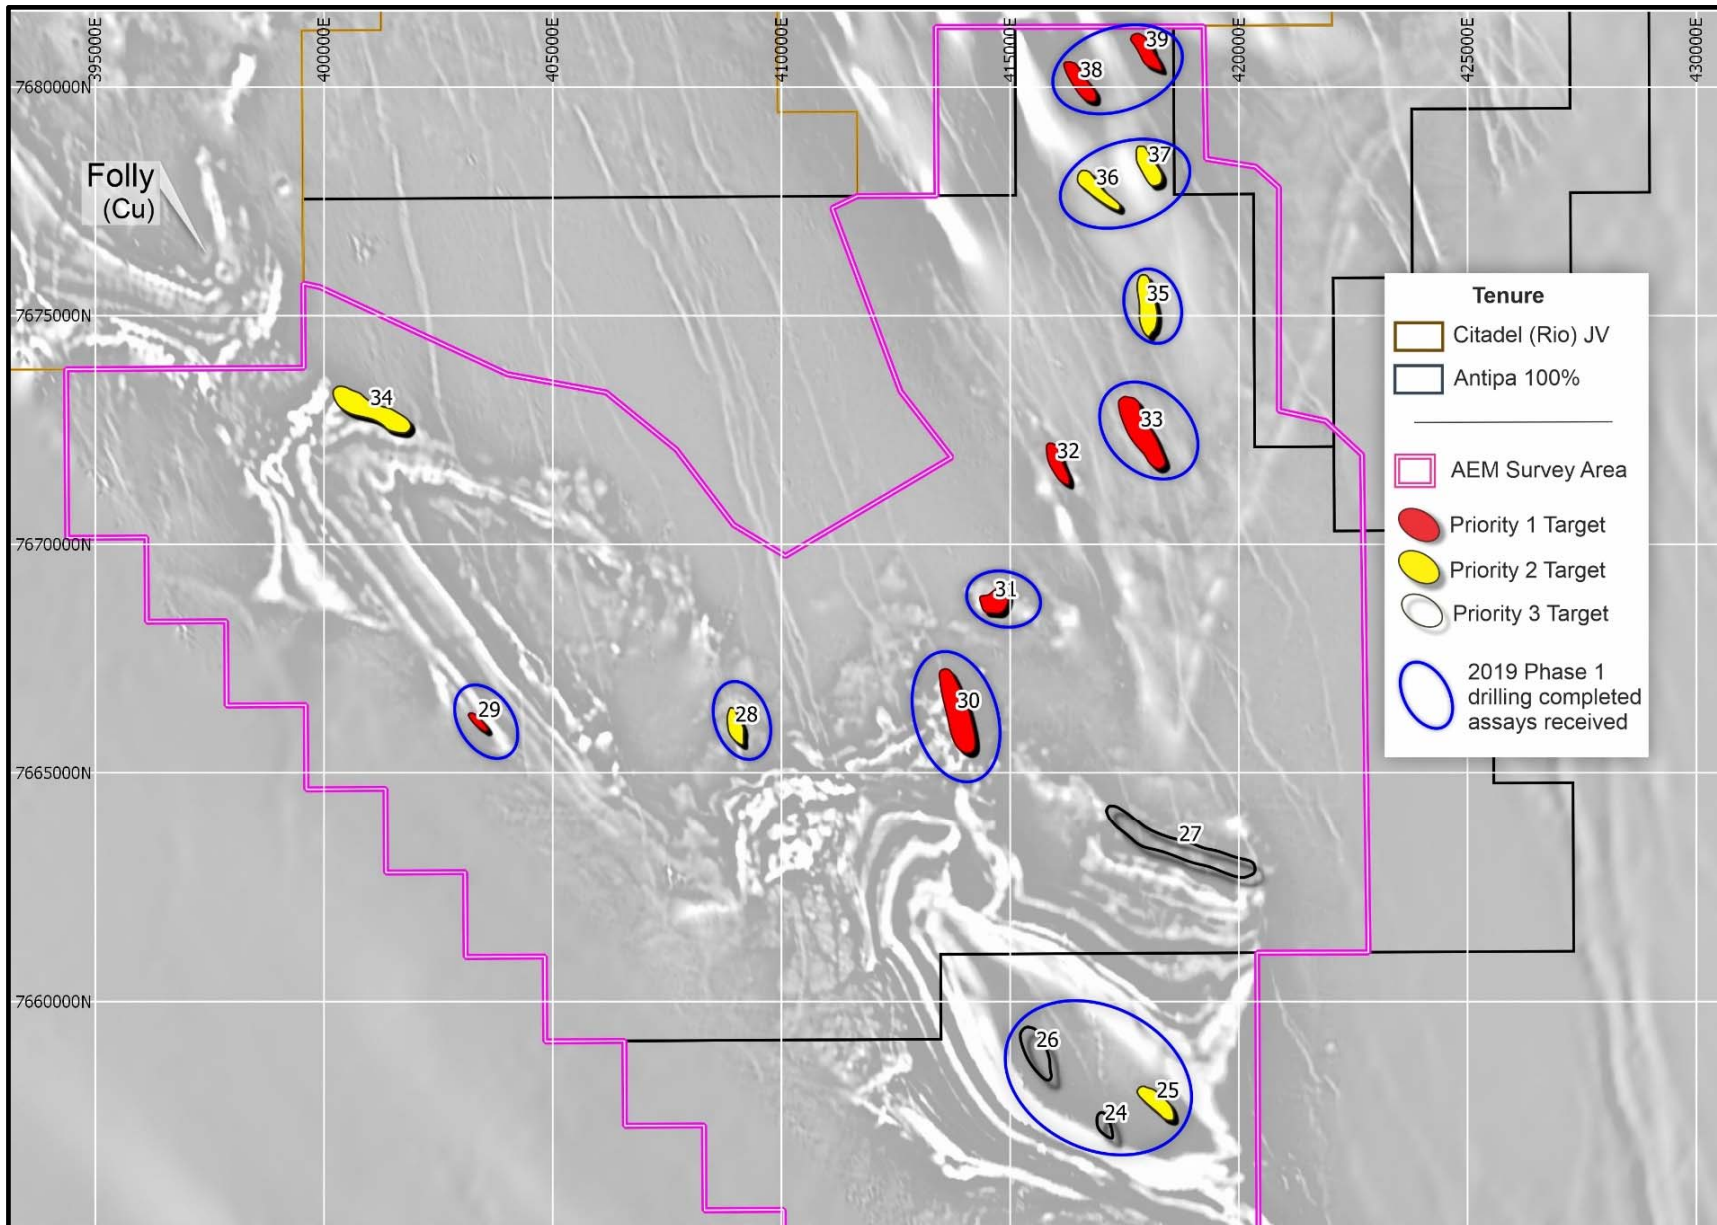 395000E
400000E
405000E
410000E
415000E
420000E
425000E
430000E
7680000N
7675000N
7670000N
7665000N
7660000N
Folly
(Cu)
39
38
37
36
35
34
33
32
31
30
29
28
27
26
25
24
Tenure
Citadel (Rio) JV
Antipa 100%
AEM Survey Area
Priority 1 Target
Priority 2 Target
Priority 3 Target
2019 Phase 1
drilling completed
assays received